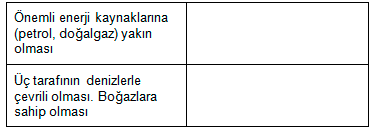 Önemli enerji kaynaklarına
(petrol, doğalgaz) yakın
olması
Üç tarafının denizlerle
çevrili olması. Boğazlara
sahip olması